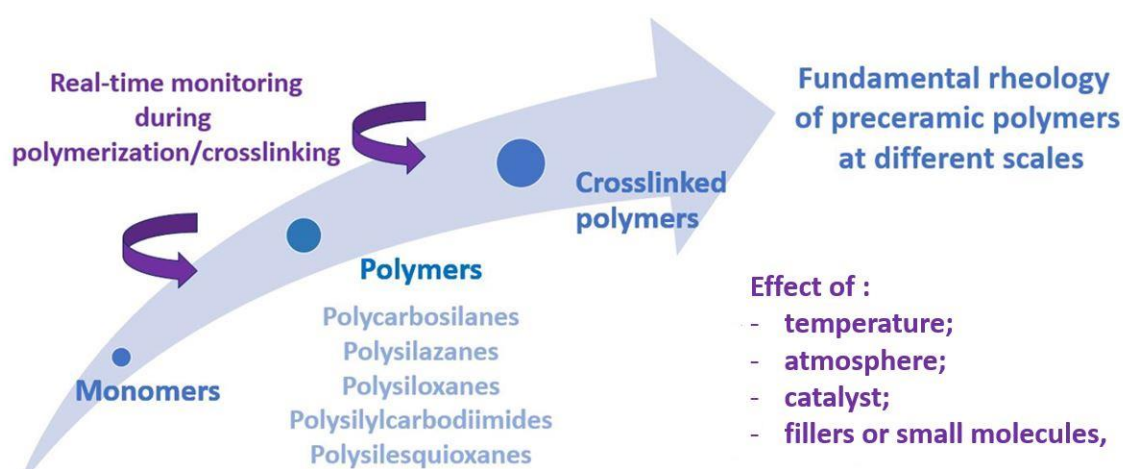 Real-time monitoring
during
polymerization/crosslinking
Fundamental rheology
of preceramic polymers
at different scales
Crosslinked
polymers
Polymers
Polycarbosilanes
Polysilazanes
Polysiloxanes
Polysilylcarbodiimides
Polysilesquioxanes
Monomers
Effect of :
- temperature;
- atmosphere;
- catalyst;
- fillers or small molecules,